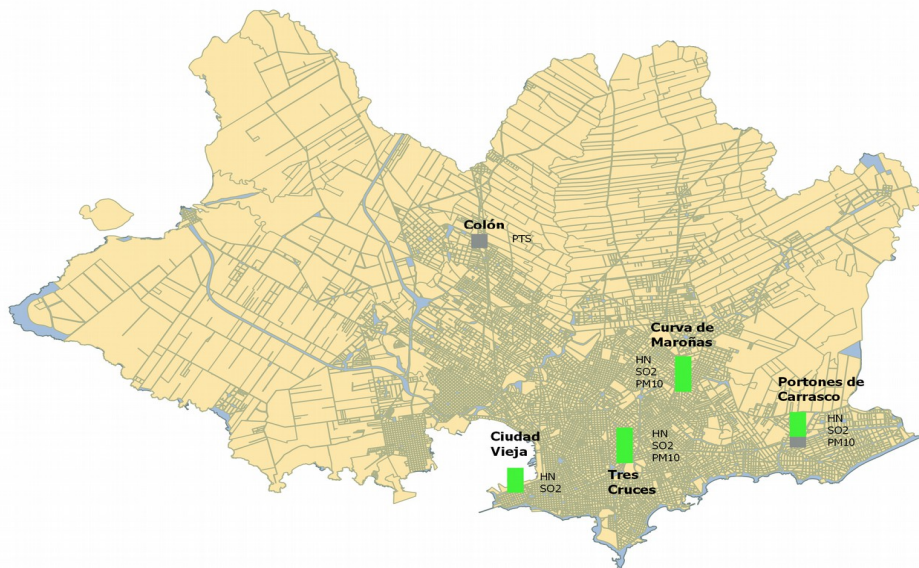 Colón
PTS
Curva de
Maroñas
HN
SO2
PM10
Portones de
Carrasco
HN
SO2
PM10
Ciudad
Vieja
HN
SO2
HN
SO2
PM10
Tres
Cruces